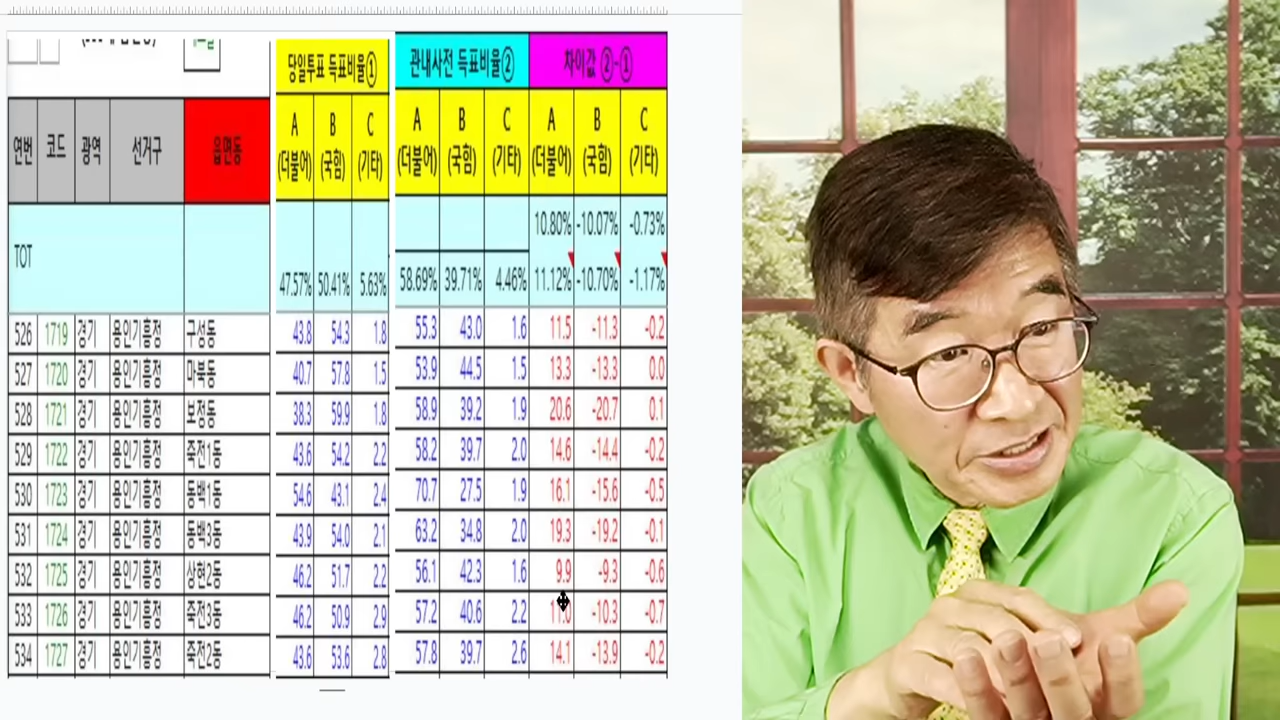 당일투표 득표비율① 관내사전 득표비율② 차이값 ②-①
연번 코드 광역 선거구 읍면동 A (더불어) B (국힘) C (기타) A (더불어) B (국힘) C (기타) A (더불어) B (국힘) C (기타)
10.80% -10.07% -0.73%
TOT 47.57% 50.41% 5.63% 58.69% 39.71% 4.46% 11.12% -10.70% -1.17%
526 1719 경기 용인기흥정 구성동 43.8 54.3 1.8 55.3 43.0 1.6 11.5 -11.3 -0.2
527 1720 경기 용인기흥정 마북동 40.7 57.8 1.5 53.9 44.5 1.5 13.3 -13.3 0.0
528 1721 경기 용인기흥정 보정동 38.3 59.9 1.8 58.9 39.2 1.9 20.6 -20.7 0.1
529 1722 경기 용인기흥정 죽전1동 43.6 54.2 2.2 58.2 39.7 2.0 14.6 -14.4 -0.2
530 1723 경기 용인기흥정 동백1동 54.6 43.1 2.4 70.7 27.5 1.9 16.1 -15.6 -0.5
531 1724 경기 용인기흥정 동백3동 43.9 54.0 2.1 63.2 34.8 2.0 19.3 -19.2 -0.1
532 1725 경기 용인기흥정 상현2동 46.2 51.7 2.2 56.1 42.3 1.6 9.9 -9.3 -0.6
533 1726 경기 용인기흥정 죽전3동 46.2 50.9 2.9 57.2 40.6 2.2 -10.3 -0.7
534 1727 경기 용인기흥정 죽전2동 43.6 53.6 2.8 57.8 39.7 2.6 14.1 -13.9 -0.2